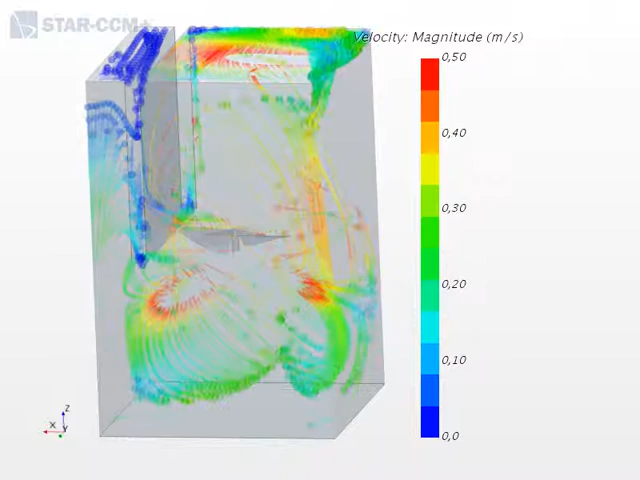 STAR-CCM+
Velocity: Magnitude (m/s)
0,50
0,40
0,30
0,20
0,10
0,0
Z
X
Y